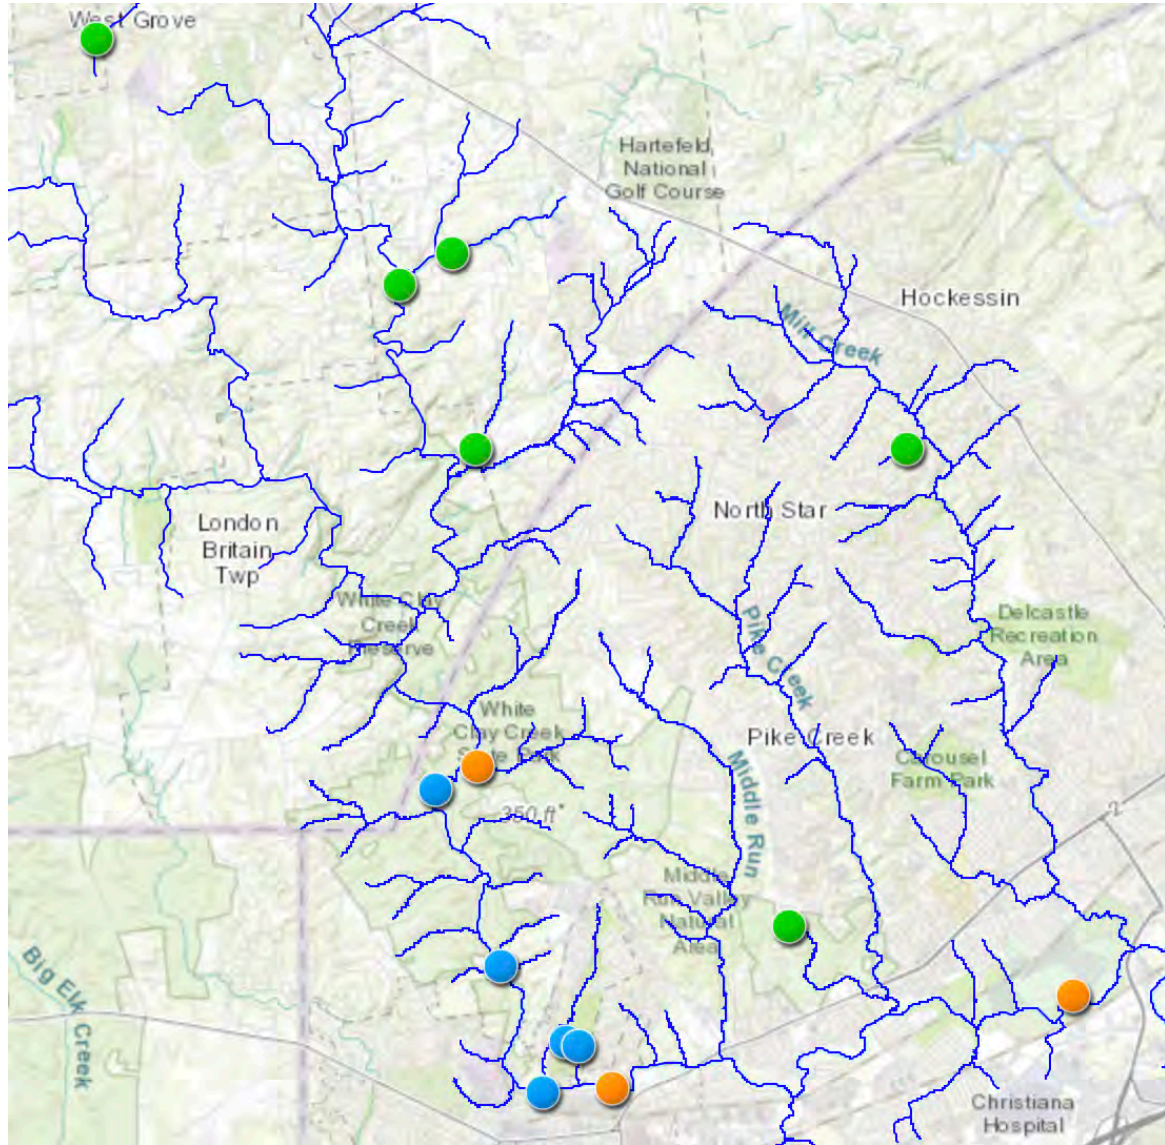 West Grove
Hartefeld
National
Golf Course
Hockessin
Mill Creek
London
Britain
Twp
North Star
White Clay
Creek
Preserve
Pike Creek
Delcastle
Recreation
Area
White
Clay Creek
State Park
Pike Creek
Carousel
Farm Park
Middle Run
350 ft
2
Middle
Run Valley
Natural
Area
Big Elk Creek
Christiana
Hospital